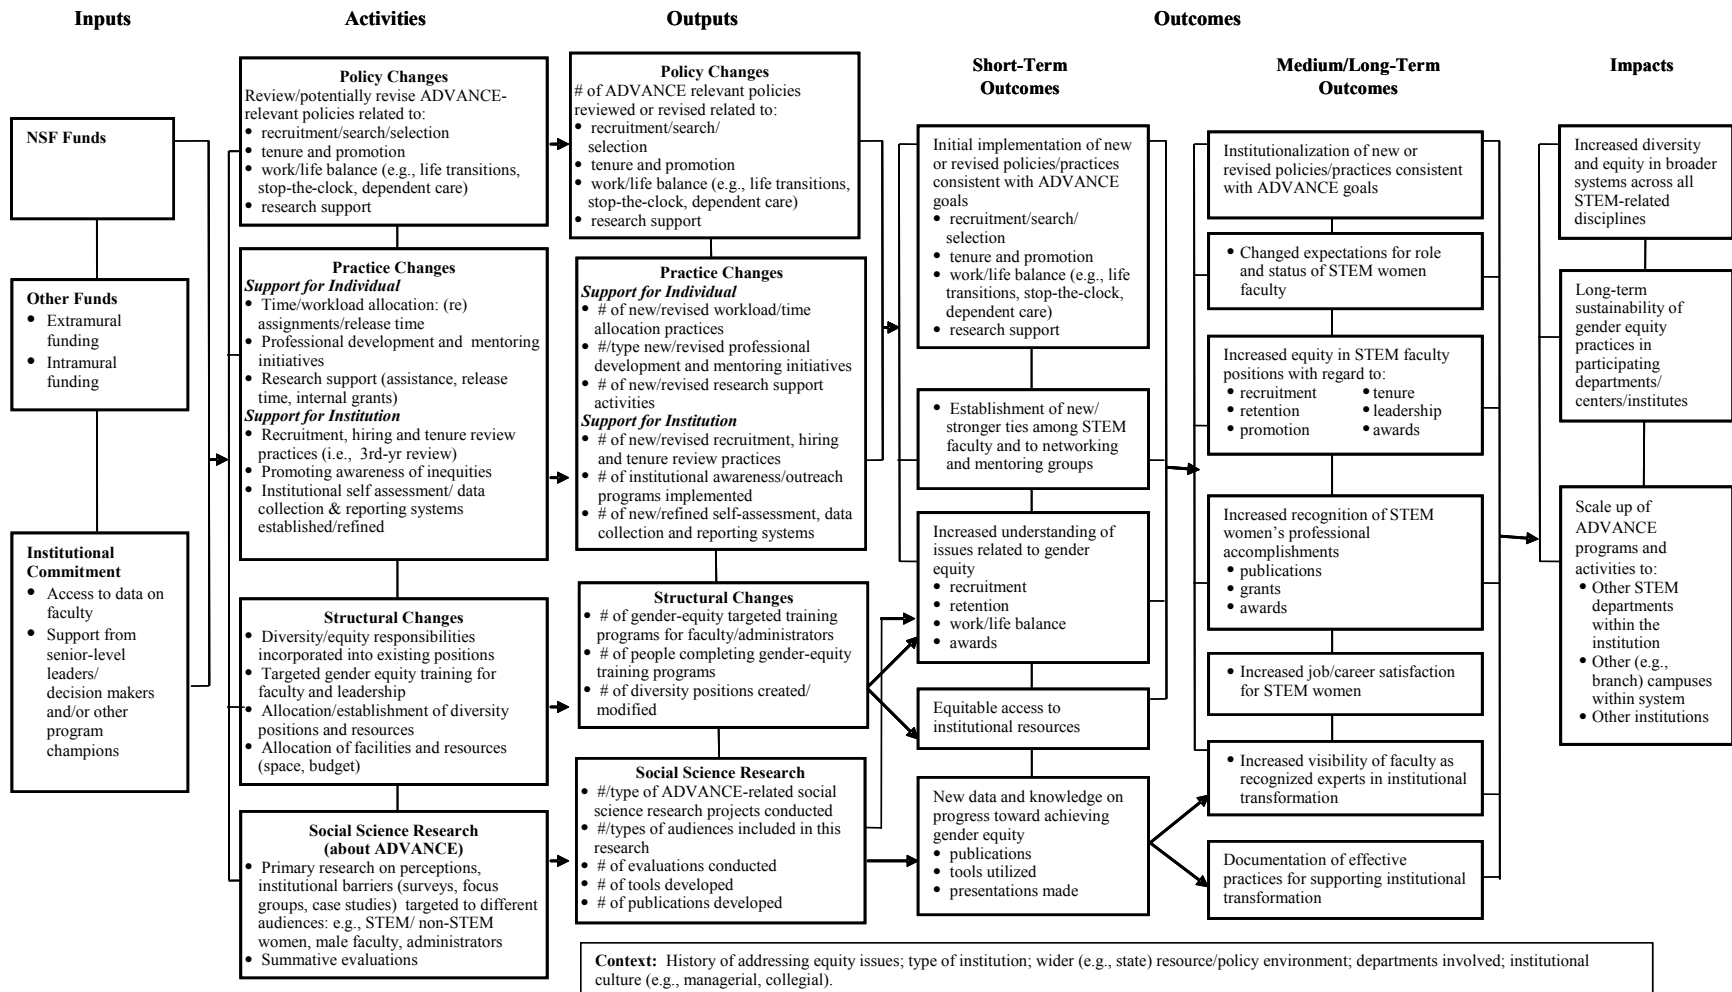 Inputs
Activities
Outputs
Outcomes
Short-Term
Outcomes
Medium/Long-Term
Outcomes
Impacts
NSF Funds
Other Funds
• Extramural
funding
• Intramural
funding
Institutional
Commitment
• Access to data on
faculty
• Support from
senior-level
leaders/
decision makers
and/or other
program
champions
Policy Changes
Review/potentially revise ADVANCE-
relevant policies related to:
• recruitment/search/selection
• tenure and promotion
• work/life balance (e.g., life transitions,
stop-the-clock, dependent care)
• research support
Practice Changes
Support for Individual
• Time/workload allocation: (re)
assignments/release time
• Professional development and mentoring
initiatives
• Research support (assistance, release
time, internal grants)
Support for Institution
• Recruitment, hiring and tenure review
practices (i.e., 3rd-yr review)
• Promoting awareness of inequities
• Institutional self assessment/ data
collection & reporting systems
established/refined
Structural Changes
• Diversity/equity responsibilities
incorporated into existing positions
• Targeted gender equity training for
faculty and leadership
• Allocation/establishment of diversity
positions and resources
• Allocation of facilities and resources
(space, budget)
Social Science Research
(about ADVANCE)
• Primary research on perceptions,
institutional barriers (surveys, focus
groups, case studies) targeted to different
audiences: e.g., STEM/ non-STEM
women, male faculty, administrators
• Summative evaluations
Policy Changes
# of ADVANCE relevant policies
reviewed or revised related to:
• recruitment/search/
selection
• tenure and promotion
• work/life balance (e.g., life transitions,
stop-the-clock, dependent care)
• research support
Practice Changes
Support for Individual
• # of new/revised workload/time
allocation practices
• #/type new/revised professional
development and mentoring initiatives
• # of new/revised research support
activities
Support for Institution
• # of new/revised recruitment, hiring
and tenure review practices
• # of institutional awareness/outreach
programs implemented
• # of new/refined self-assessment, data
collection and reporting systems
Structural Changes
• # of gender-equity targeted training
programs for faculty/administrators
• # of people completing gender-equity
training programs
• # of diversity positions created/
modified
Social Science Research
• #/type of ADVANCE-related social
science research projects conducted
• #/types of audiences included in this
research
• # of evaluations conducted
• # of tools developed
• # of publications developed
Initial implementation of new
or revised policies/practices
consistent with ADVANCE
goals
• recruitment/search/
selection
• tenure and promotion
• work/life balance (e.g., life
transitions, stop-the-clock,
dependent care)
• research support
• Establishment of new/
stronger ties among STEM
faculty and to networking
and mentoring groups
Increased understanding of
issues related to gender
equity
• recruitment
• retention
• work/life balance
• awards
Equitable access to
institutional resources
New data and knowledge on
progress toward achieving
gender equity
• publications
• tools utilized
• presentations made
Institutionalization of new or
revised policies/practices consistent
with ADVANCE goals
• Changed expectations for role
and status of STEM women
faculty
Increased equity in STEM faculty
positions with regard to:
• recruitment • tenure
• retention • leadership
• promotion • awards
Increased recognition of STEM
women's professional
accomplishments
• publications
• grants
• awards
• Increased job/career satisfaction
for STEM women
• Increased visibility of faculty as
recognized experts in institutional
transformation
Documentation of effective
practices for supporting institutional
transformation
Increased diversity
and equity in broader
systems across all
STEM-related
disciplines
Long-term
sustainability of
gender equity
practices in
participating
departments/
centers/institutes
Scale up of
ADVANCE
programs and
activities to:
• Other STEM
departments
within the
institution
• Other (e.g.,
branch) campuses
within system
• Other institutions
Context: History of addressing equity issues; type of institution; wider (e.g., state) resource/policy environment; departments involved; institutional
culture (e.g., managerial, collegial).